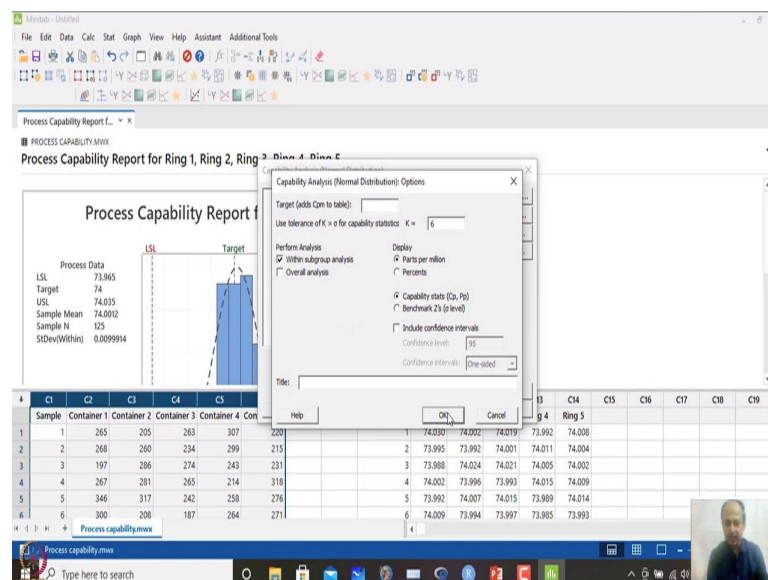 Minitab - Untitled
File Edit Data Calc Stat Graph View Help Assistant Additional Tools
Process Capability Report f...
PROCESS CAPABILITY.MWX
Process Capability Report for Ring 1, Ring 2, Ring 3, Ring 4, Ring 5
Process Capability Report f
LSL Target
Process Data
LSL 73.965
Target 74
USL 74.035
Sample Mean 74.0012
Sample N 125
StDev(Within) 0.0099914
Capability Analysis (Normal Distribution): Options
Target (adds Cpm to table):
Use tolerance of K × σ for capability statistics K = 6
Perform Analysis Display
Within subgroup analysis Parts per million
Overall analysis Percents
Capability stats (Cp, Pp)
Benchmark Z's (σ level)
Include confidence intervals
Confidence level: 95
Confidence intervals: One-sided
Title:
Help OK Cancel
C1 C2 C3 C4 C5 13 C14 C15 C16 C17 C18 C19
Sample Container 1 Container 2 Container 3 Container 4 Con g 4 Ring 5
1 1 265 205 263 307 220 1 74.030 74.002 74.019 73.992 74.008
2 2 268 260 234 299 215 2 73.995 73.992 74.001 74.011 74.004
3 3 197 286 274 243 231 3 73.988 74.024 74.021 74.005 74.002
4 4 267 281 265 214 318 4 74.002 73.996 73.993 74.015 74.009
5 5 346 317 242 258 276 5 73.992 74.007 74.015 73.989 74.014
6 6 300 208 187 264 271 6 74.009 73.994 73.997 73.985 73.993
Process capability.mwx
Process capability.mwx
Type here to search